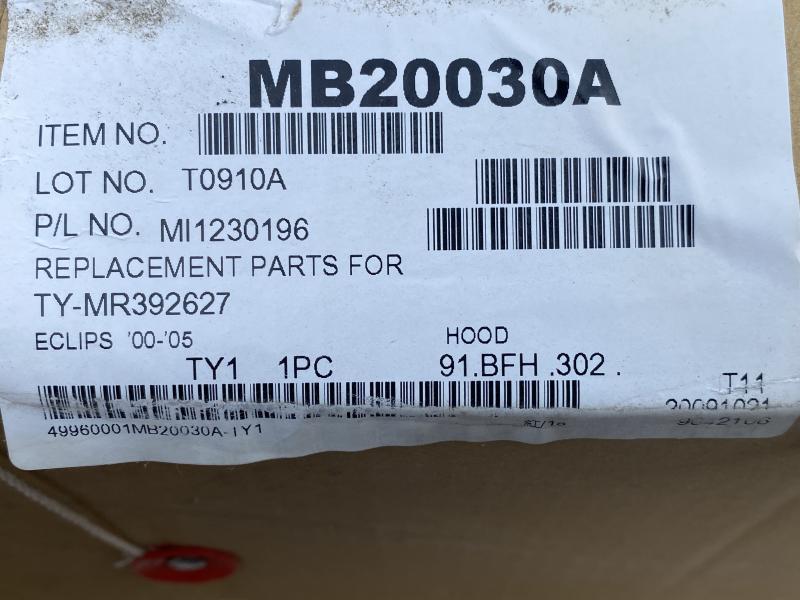 MB20030A
ITEM NO.
LOT NO. T0910A
P/L NO. MI1230196
REPLACEMENT PARTS FOR
TY-MR392627
ECLIPS '00-'05 HOOD
TY1 1PC 91.BFH .302 .
T11
20091021
49960001MB20030A-TY1